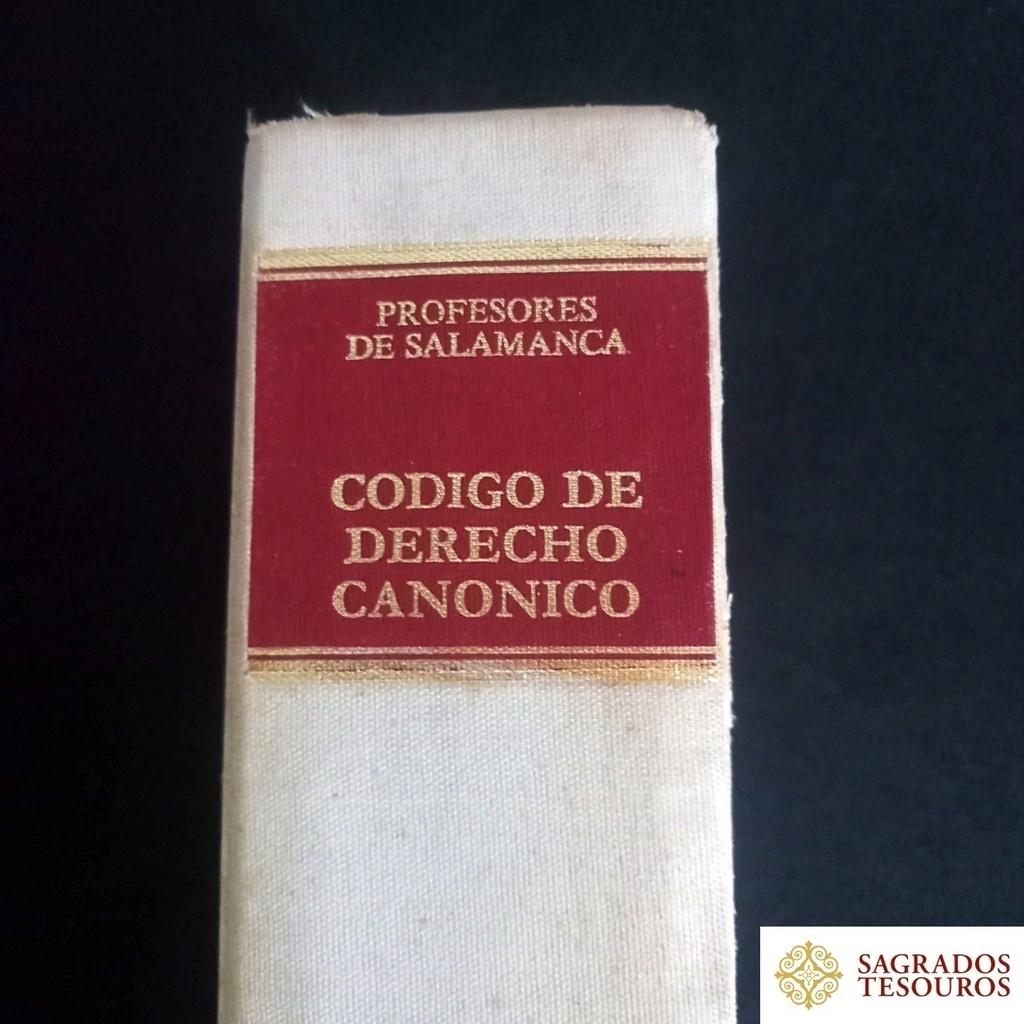 PROFESORES
DE SALAMANCA
CODIGO DE
DERECHO
CANONICO
SAGRADOS
TESOUROS